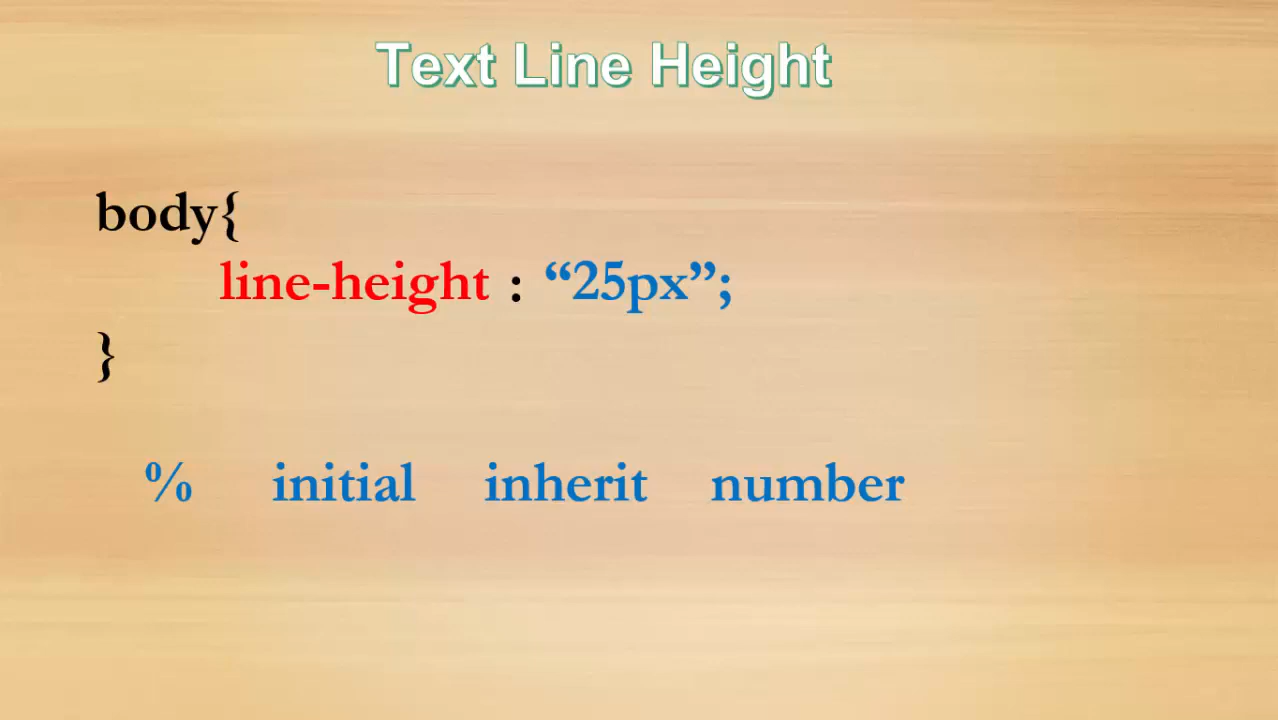 Text Line Height
body{
line-height : “25px”;
}
% initial inherit number